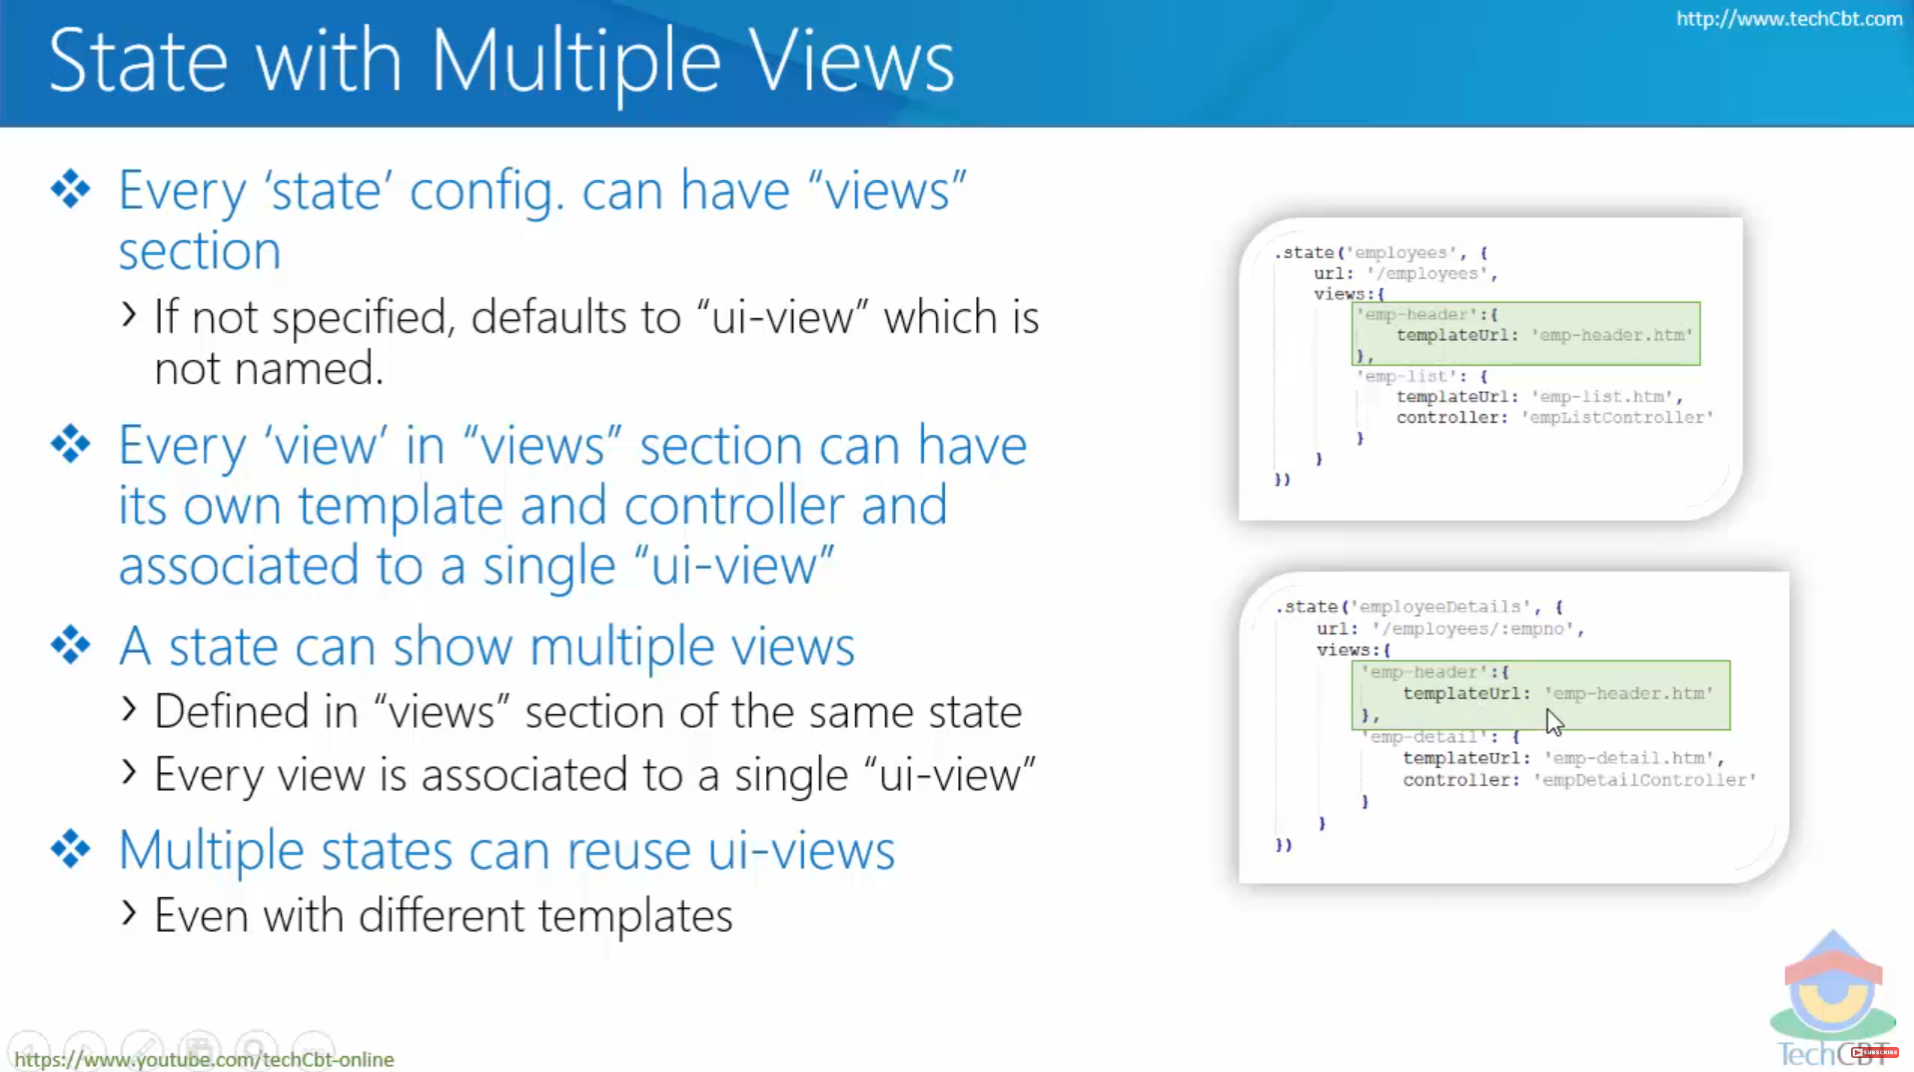 http://www.techCbt.com
State with Multiple Views
Every ‘state’ config. can have “views”
section
If not specified, defaults to “ui-view” which is
not named.
Every ‘view’ in “views” section can have
its own template and controller and
associated to a single “ui-view”
A state can show multiple views
Defined in “views” section of the same state
Every view is associated to a single “ui-view”
Multiple states can reuse ui-views
Even with different templates
.state('employees', {
url: '/employees',
views:{
'emp-header':{
templateUrl: 'emp-header.htm'
},
'emp-list': {
templateUrl: 'emp-list.htm',
controller: 'empListController'
}
}
})
.state('employeeDetails', {
url: '/employees/:empno',
views:{
'emp-header':{
templateUrl: 'emp-header.htm'
},
'emp-detail': {
templateUrl: 'emp-detail.htm',
controller: 'empDetailController'
}
}
})
https://www.youtube.com/techCbt-online
TechCBT
SUBSCRIBE